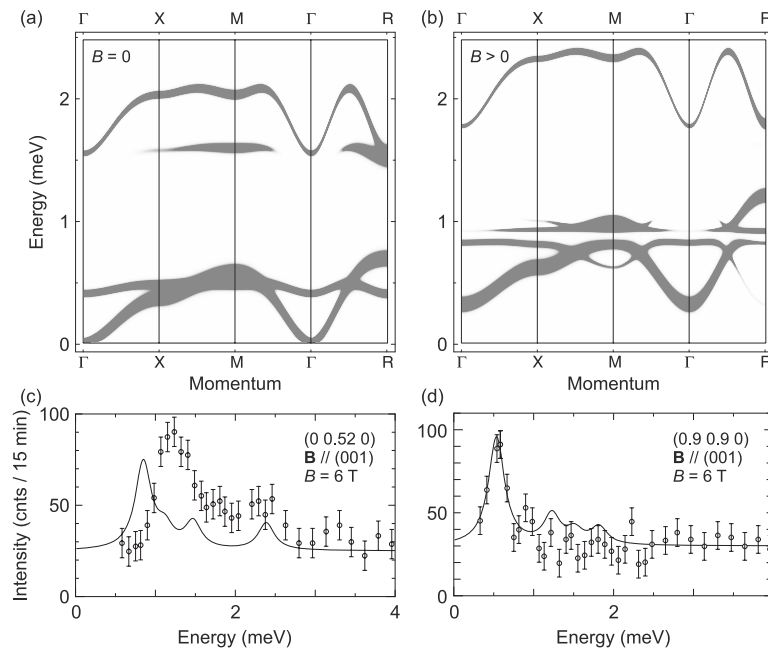 (a)
Γ X M Γ R
B = 0
2
1
0
Energy (meV)
Γ X M Γ R
Momentum
(b)
Γ X M Γ R
B > 0
2
1
0
Γ X M Γ R
Momentum
(c)
100
50
0
Intensity (cnts / 15 min)
(0 0.52 0)
B // (001)
B = 6 T
0 2 4
Energy (meV)
(d)
100
50
0
(0.9 0.9 0)
B // (001)
B = 6 T
0 2
Energy (meV)